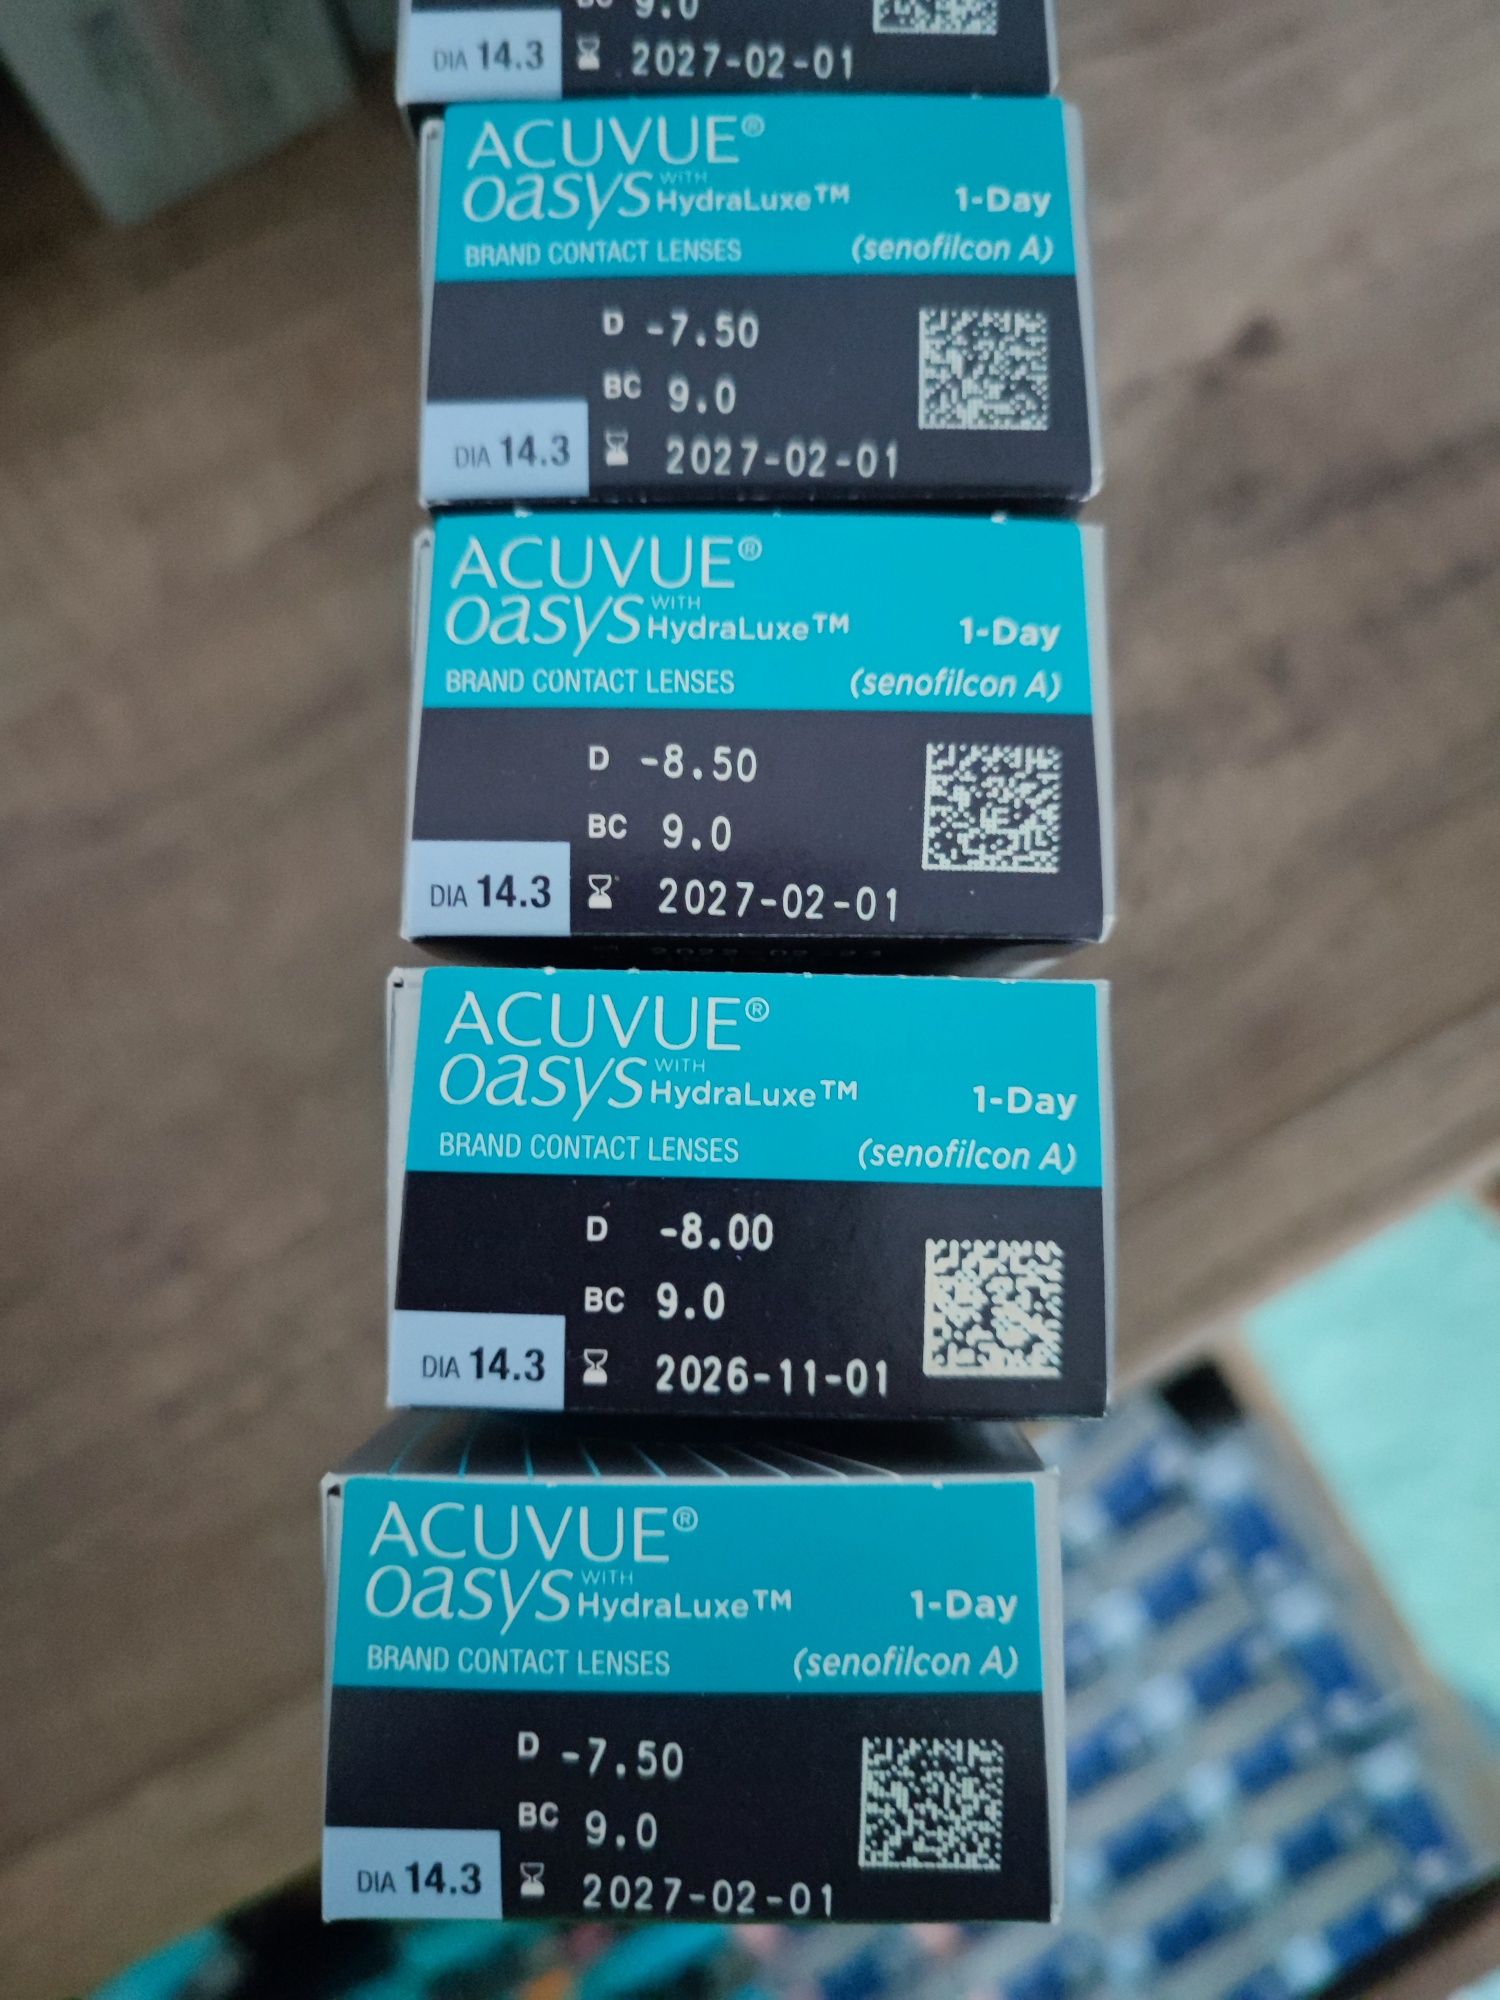 BC 9.0
DIA 14.3 2027-02-01
ACUVUE®
oasys WITH HydraLuxe™ 1-Day
BRAND CONTACT LENSES (senofilcon A)
D -7.50
BC 9.0
DIA 14.3 2027-02-01
ACUVUE®
oasys WITH HydraLuxe™ 1-Day
BRAND CONTACT LENSES (senofilcon A)
D -8.50
BC 9.0
DIA 14.3 2027-02-01
ACUVUE®
oasys WITH HydraLuxe™ 1-Day
BRAND CONTACT LENSES (senofilcon A)
D -8.00
BC 9.0
DIA 14.3 2026-11-01
ACUVUE®
oasys WITH HydraLuxe™ 1-Day
BRAND CONTACT LENSES (senofilcon A)
D -7.50
BC 9.0
DIA 14.3 2027-02-01